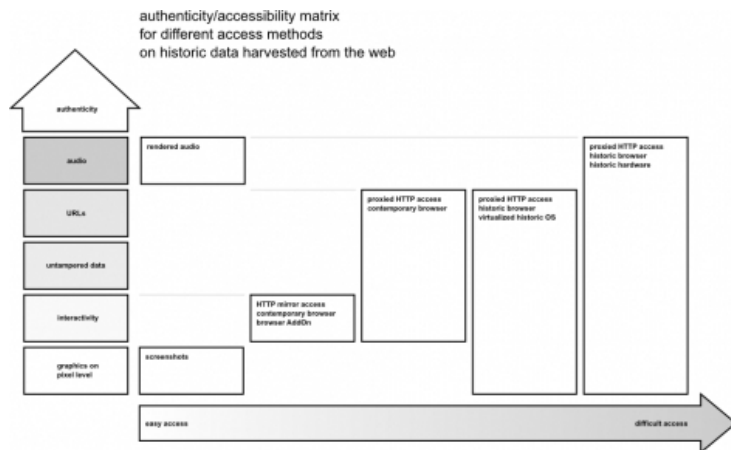 authenticity/accessibility matrix
for different access methods
on historic data harvested from the web
authenticity
audio
rendered audio
proxied HTTP access
historic browser
historic hardware
URLs
proxied HTTP access
contemporary browser
proxied HTTP access
historic browser
virtualized historic OS
untampered data
interactivity
HTTP mirror access
contemporary browser
browser AddOn
graphics on
pixel level
screenshots
easy access
difficult access